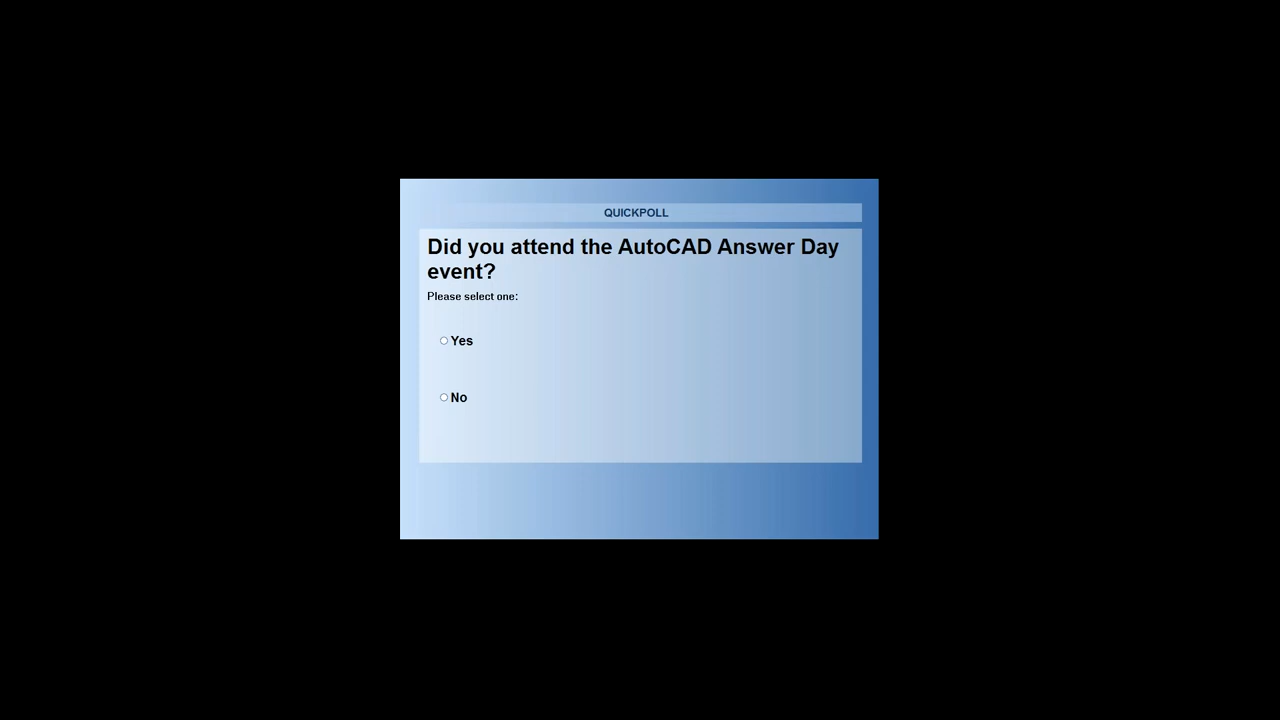 QUICKPOLL
Did you attend the AutoCAD Answer Day
event?
Please select one:
Yes
No